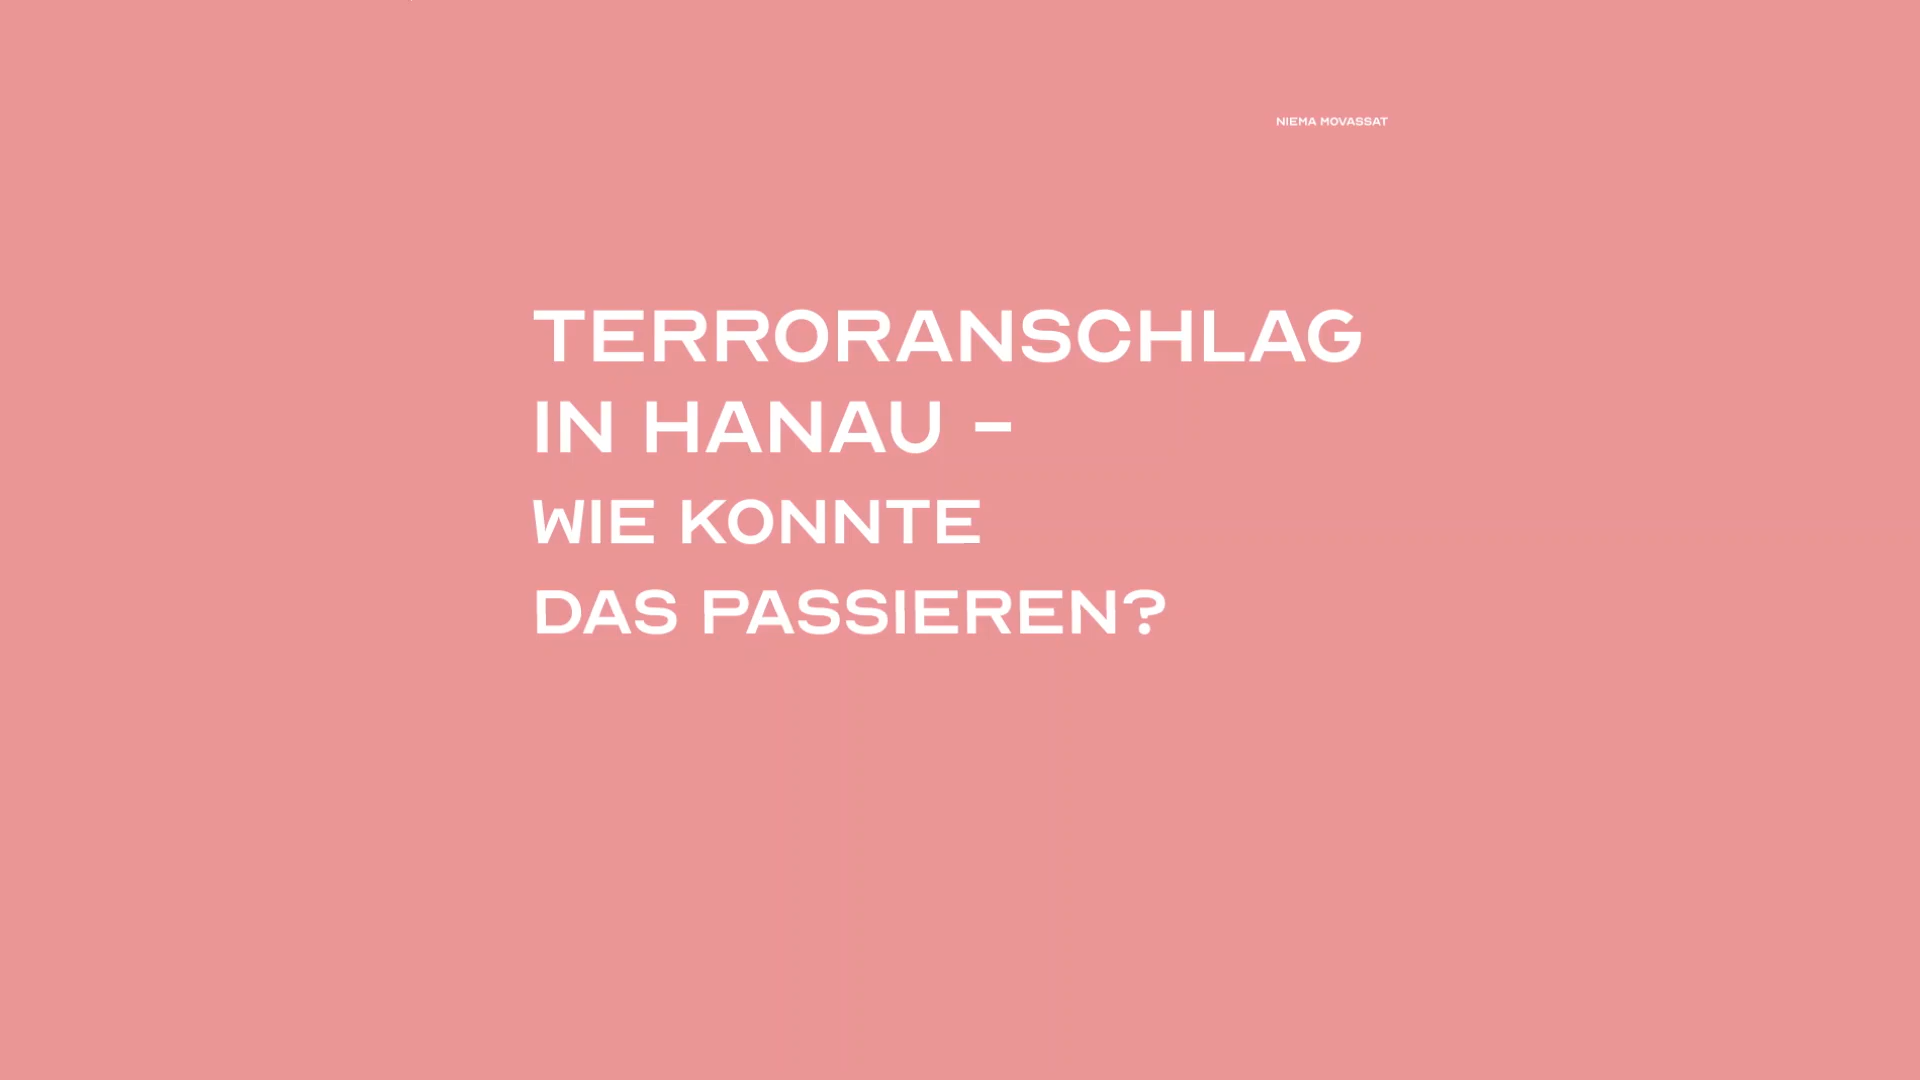 NIEMA MOVASSAT
TERRORANSCHLAG
IN HANAU –
WIE KONNTE
DAS PASSIEREN?